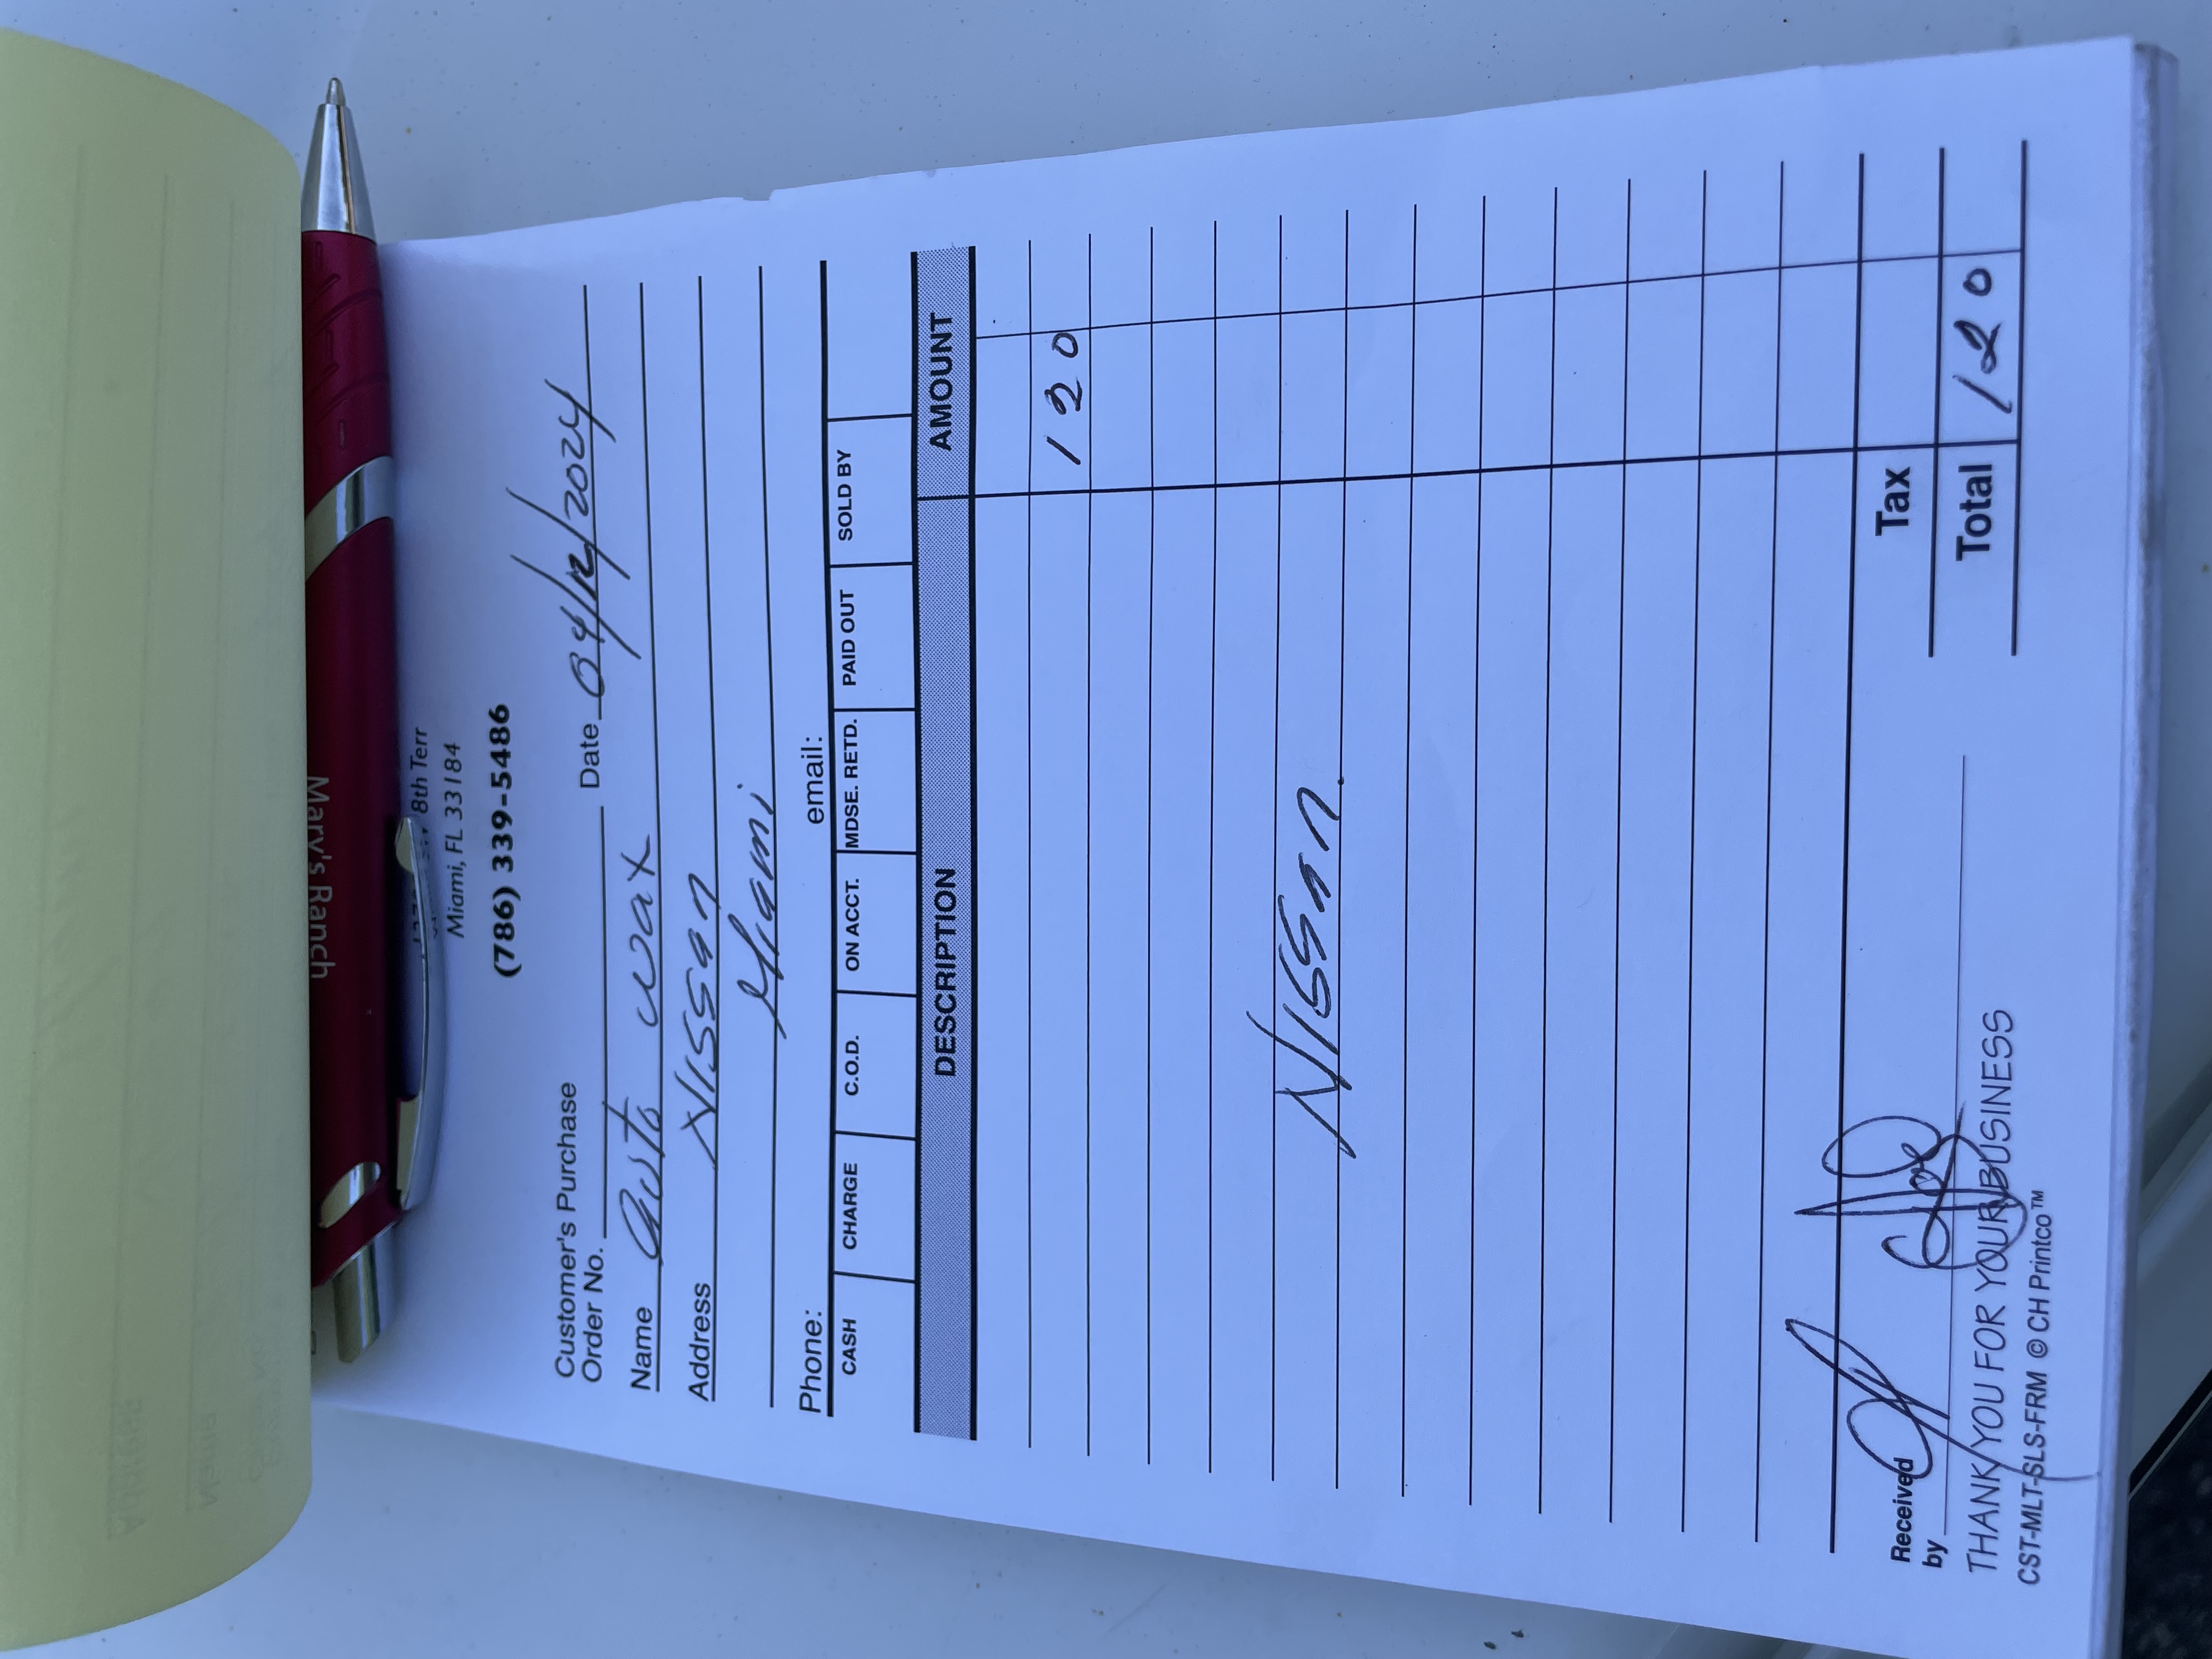 Mary's Ranch
8th Terr
Miami, FL 33184
(786) 339-5486
Customer's Purchase
Order No. Date 04/12/2024
Name Auto wax
Address Nissan
Miami
Phone: email:
CASH CHARGE C.O.D. ON ACCT. MDSE. RETD. PAID OUT SOLD BY
DESCRIPTION AMOUNT
120
Nissan.
Tax
Received
by Total 120
THANK YOU FOR YOUR BUSINESS
CST-MLT-SLS-FRM © CH Printco™